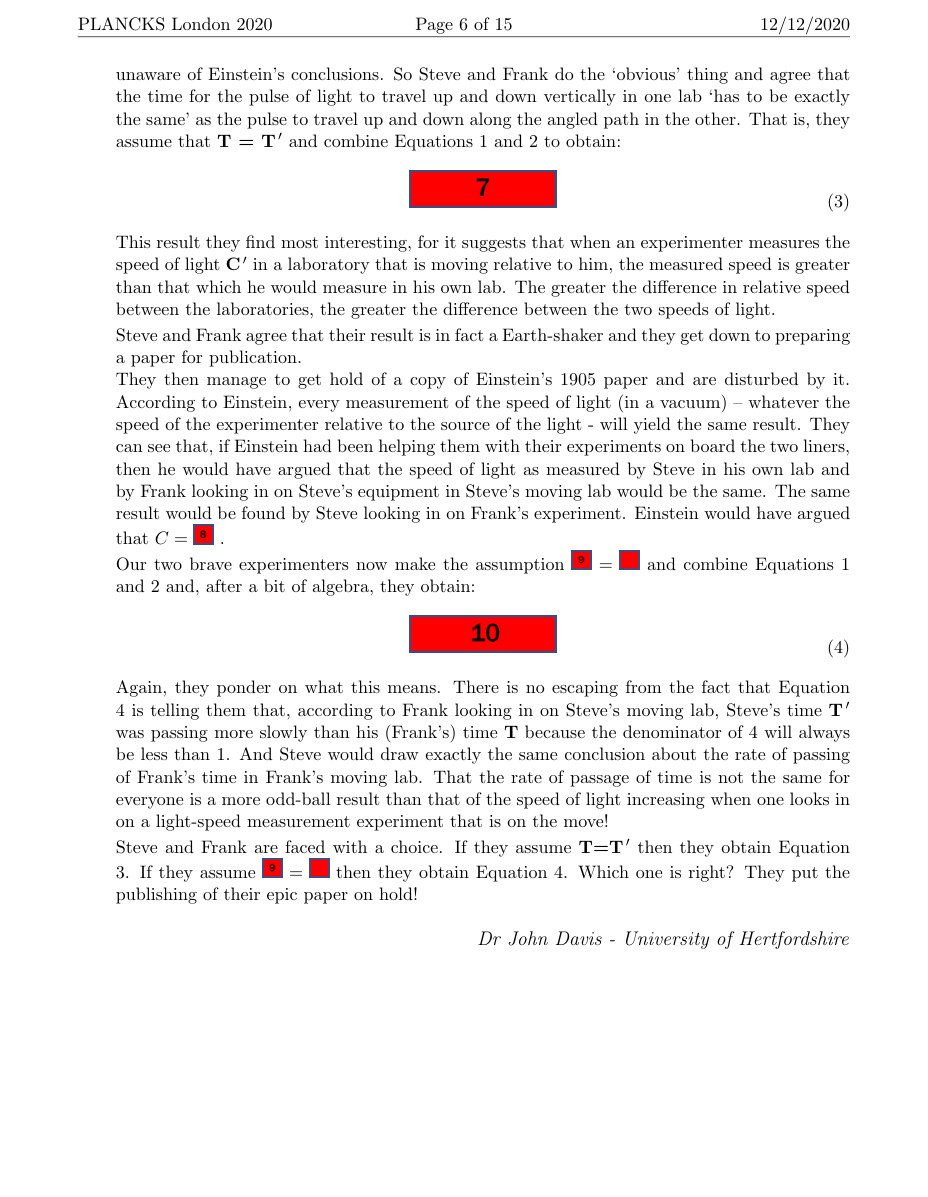 PLANCKS London 2020 Page 6 of 15 12/12/2020
unaware of Einstein's conclusions. So Steve and Frank do the ‘obvious’ thing and agree that
the time for the pulse of light to travel up and down vertically in one lab ‘has to be exactly
the same’ as the pulse to travel up and down along the angled path in the other. That is, they
assume that T = T′ and combine Equations 1 and 2 to obtain:
7
(3)
This result they find most interesting, for it suggests that when an experimenter measures the
speed of light C′ in a laboratory that is moving relative to him, the measured speed is greater
than that which he would measure in his own lab. The greater the difference in relative speed
between the laboratories, the greater the difference between the two speeds of light.
Steve and Frank agree that their result is in fact a Earth-shaker and they get down to preparing
a paper for publication.
They then manage to get hold of a copy of Einstein's 1905 paper and are disturbed by it.
According to Einstein, every measurement of the speed of light (in a vacuum) – whatever the
speed of the experimenter relative to the source of the light - will yield the same result. They
can see that, if Einstein had been helping them with their experiments on board the two liners,
then he would have argued that the speed of light as measured by Steve in his own lab and
by Frank looking in on Steve's equipment in Steve's moving lab would be the same. The same
result would be found by Steve looking in on Frank's experiment. Einstein would have argued
that C = 8 .
Our two brave experimenters now make the assumption 9 = and combine Equations 1
and 2 and, after a bit of algebra, they obtain:
10
(4)
Again, they ponder on what this means. There is no escaping from the fact that Equation
4 is telling them that, according to Frank looking in on Steve's moving lab, Steve's time T′
was passing more slowly than his (Frank's) time T because the denominator of 4 will always
be less than 1. And Steve would draw exactly the same conclusion about the rate of passing
of Frank's time in Frank's moving lab. That the rate of passage of time is not the same for
everyone is a more odd-ball result than that of the speed of light increasing when one looks in
on a light-speed measurement experiment that is on the move!
Steve and Frank are faced with a choice. If they assume T=T′ then they obtain Equation
3. If they assume 9 = then they obtain Equation 4. Which one is right? They put the
publishing of their epic paper on hold!
Dr John Davis - University of Hertfordshire